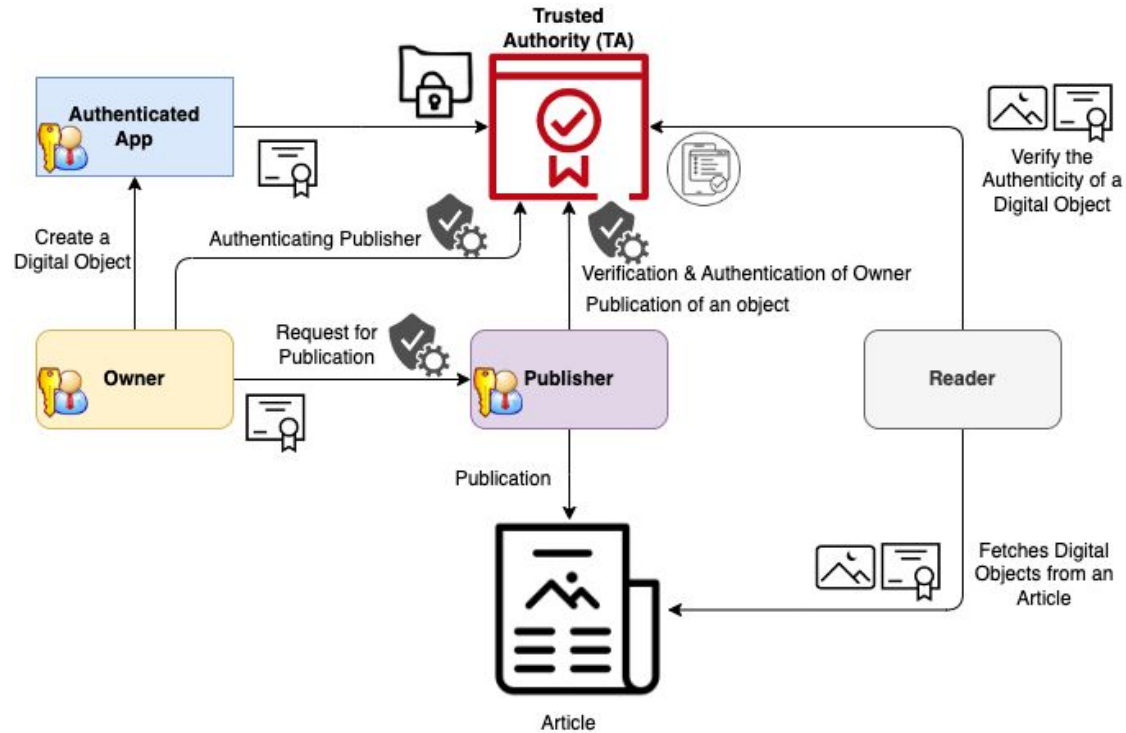 Trusted
Authority (TA)
Authenticated
App
Verify the
Authenticity of a
Digital Object
Create a
Digital Object
Authenticating Publisher
Verification & Authentication of Owner
Publication of an object
Request for
Publication
Owner
Publisher
Reader
Publication
Fetches Digital
Objects from an
Article
Article